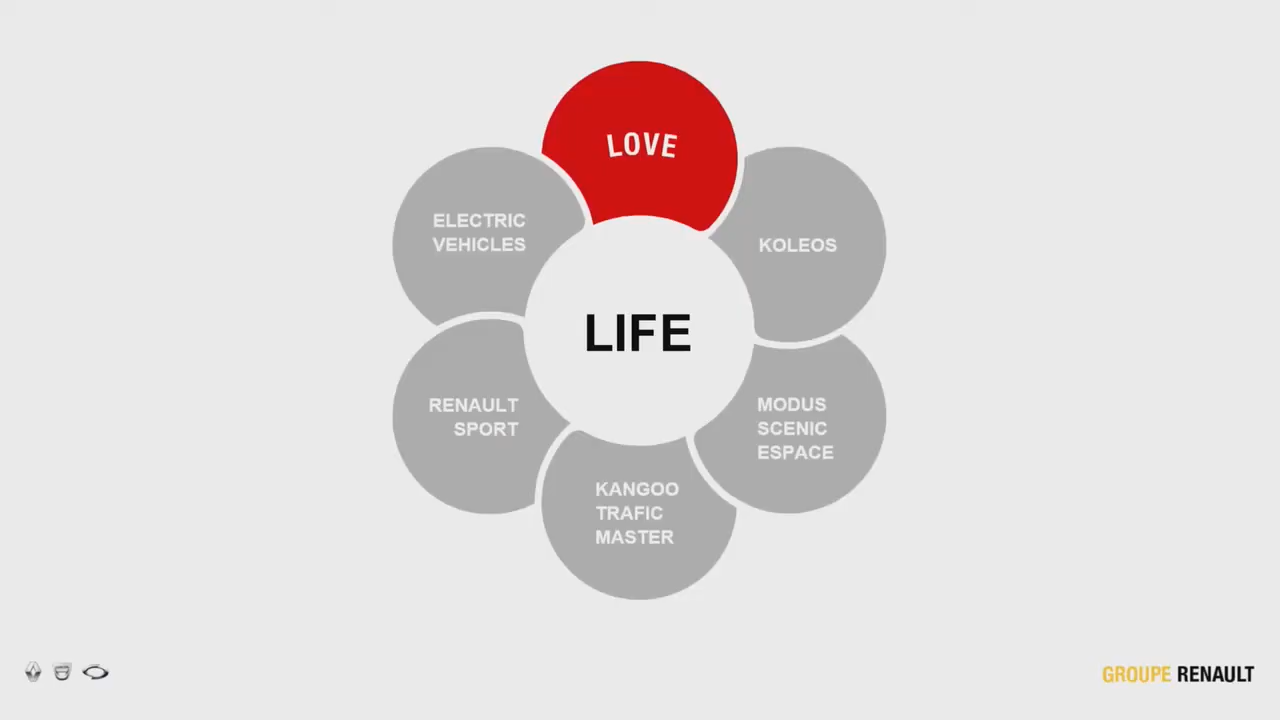 LOVE
ELECTRIC
VEHICLES
KOLEOS
LIFE
RENAULT
SPORT
MODUS
SCENIC
ESPACE
KANGOO
TRAFIC
MASTER
GROUPE RENAULT